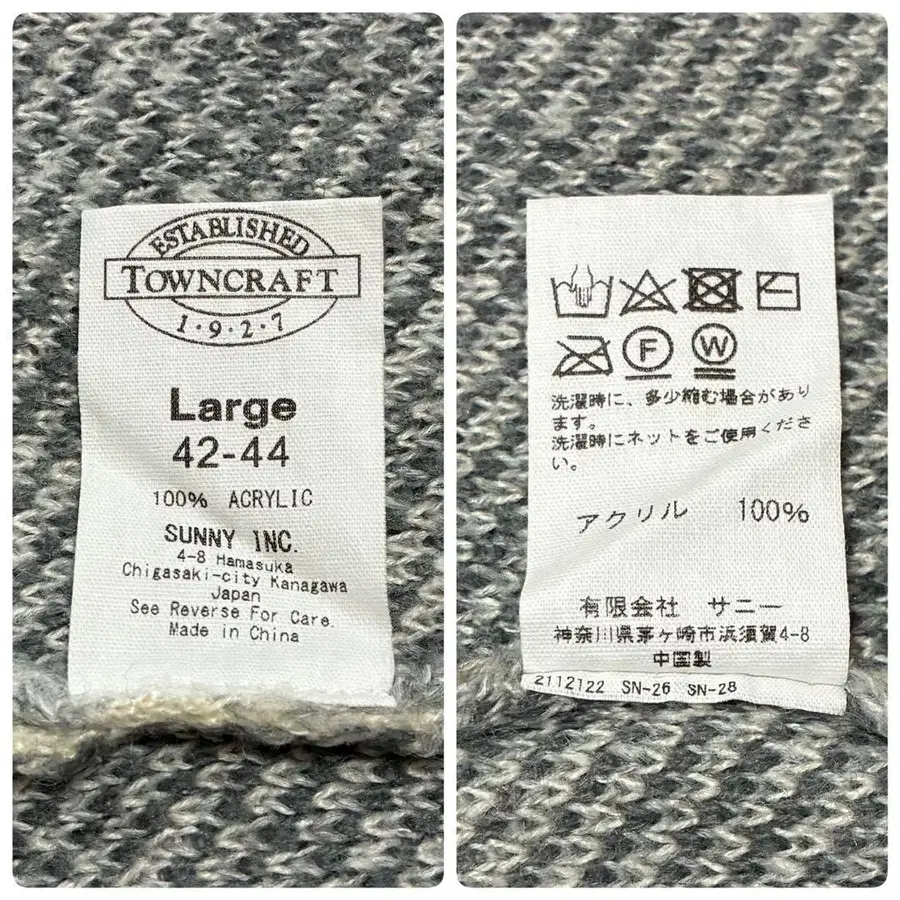 ESTABLISHED
TOWNCRAFT
1·9·2·7
Large
42-44
100% ACRYLIC
SUNNY INC.
4-8 Hamasuka
Chigasaki-city Kanagawa
Japan
See Reverse For Care.
Made in China
F
W
洗濯時に、多少縮む場合があり
ます。
洗濯時にネットをご使用くださ
い。
アクリル 100%
有限会社 サニー
神奈川県茅ヶ崎市浜須賀4-8
中国製
2112122 SN-26 SN-28